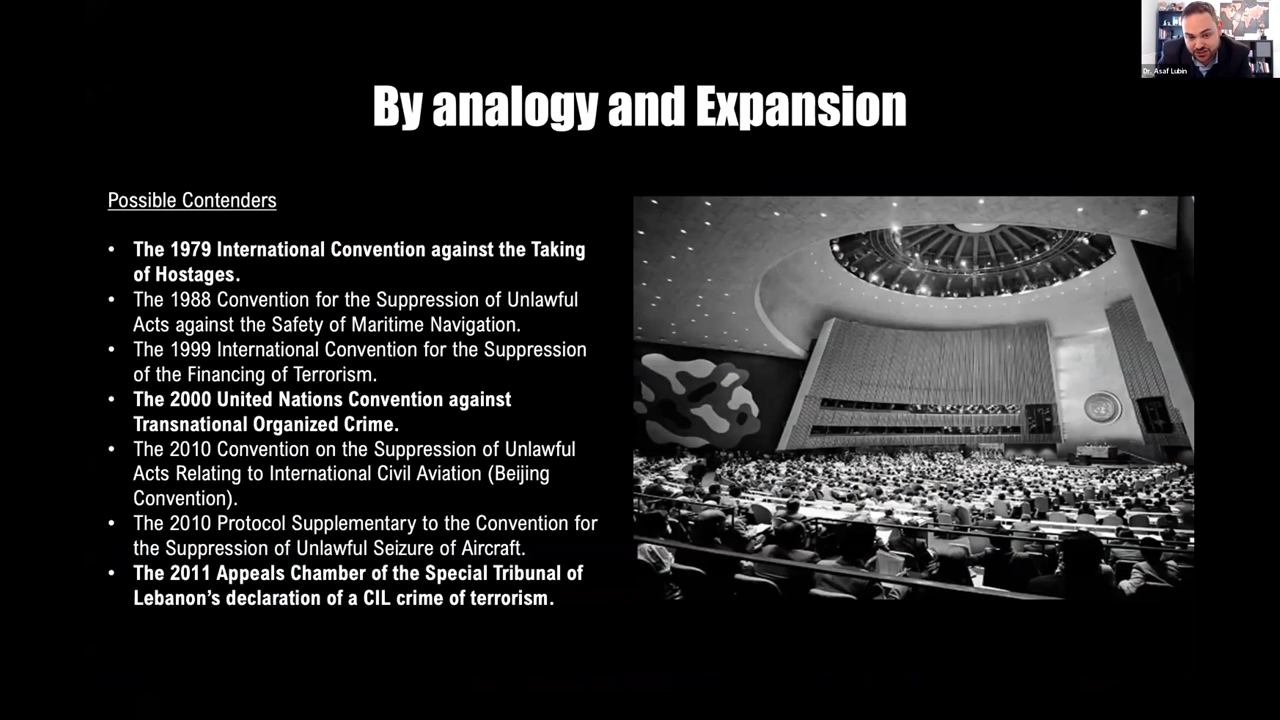 Dr. Asaf Lubin
By analogy and Expansion
Possible Contenders
• The 1979 International Convention against the Taking
of Hostages.
• The 1988 Convention for the Suppression of Unlawful
Acts against the Safety of Maritime Navigation.
• The 1999 International Convention for the Suppression
of the Financing of Terrorism.
• The 2000 United Nations Convention against
Transnational Organized Crime.
• The 2010 Convention on the Suppression of Unlawful
Acts Relating to International Civil Aviation (Beijing
Convention).
• The 2010 Protocol Supplementary to the Convention for
the Suppression of Unlawful Seizure of Aircraft.
• The 2011 Appeals Chamber of the Special Tribunal of
Lebanon’s declaration of a CIL crime of terrorism.